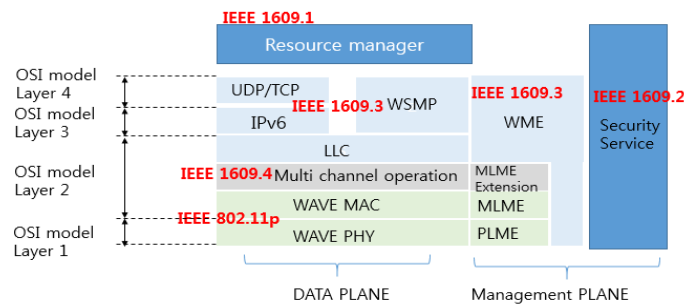 IEEE 1609.1
Resource manager
OSI model
Layer 4
UDP/TCP
IEEE 1609.3
WSMP
IEEE 1609.3
WME
IEEE 1609.2
Security
Service
OSI model
Layer 3
IPv6
LLC
OSI model
Layer 2
IEEE 1609.4
Multi channel operation
MLME
Extension
WAVE MAC
MLME
IEEE 802.11p
OSI model
Layer 1
WAVE PHY
PLME
DATA PLANE
Management PLANE